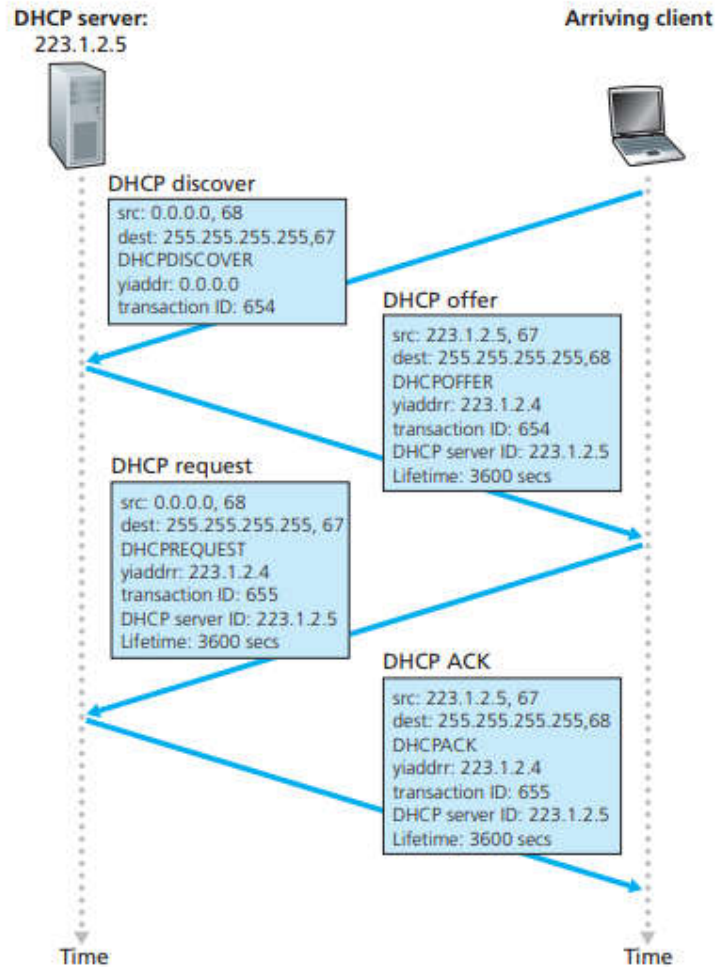 DHCP server:
223.1.2.5
Arriving client
DHCP discover
src: 0.0.0.0, 68
dest: 255.255.255.255,67
DHCPDISCOVER
yiaddr: 0.0.0.0
transaction ID: 654
DHCP offer
src: 223.1.2.5, 67
dest: 255.255.255.255,68
DHCPOFFER
yiaddrr: 223.1.2.4
transaction ID: 654
DHCP server ID: 223.1.2.5
Lifetime: 3600 secs
DHCP request
src: 0.0.0.0, 68
dest: 255.255.255.255, 67
DHCPREQUEST
yiaddrr: 223.1.2.4
transaction ID: 655
DHCP server ID: 223.1.2.5
Lifetime: 3600 secs
DHCP ACK
src: 223.1.2.5, 67
dest: 255.255.255.255,68
DHCPACK
yiaddrr: 223.1.2.4
transaction ID: 655
DHCP server ID: 223.1.2.5
Lifetime: 3600 secs
Time
Time